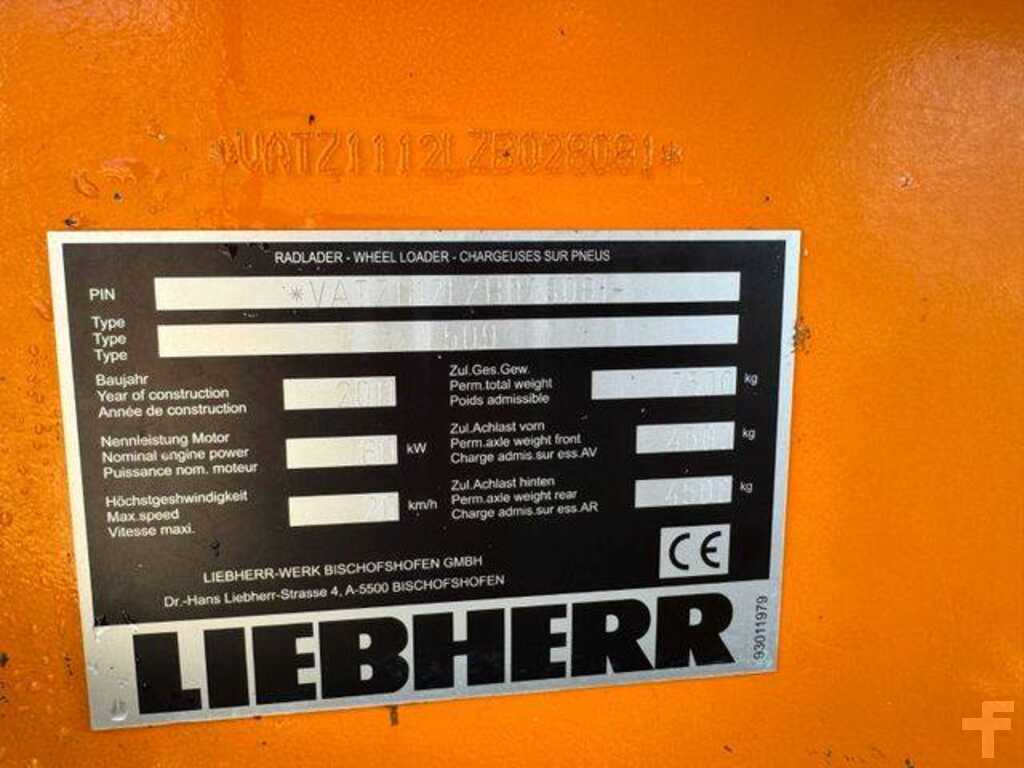 *VATZ1112LZB028081*
RADLADER - WHEEL LOADER - CHARGEUSES SUR PNEUS
PIN
Type
Type
Type
Baujahr
Year of construction
Année de construction
Zul.Ges.Gew.
Perm.total weight
Poids admissible
kg
Nennleistung Motor
Nominal engine power
Puissance nom. moteur
kW
Zul.Achlast vorn
Perm.axle weight front
Charge admis.sur ess.AV
kg
Höchstgeshwindigkeit
Max.speed
Vitesse maxi.
km/h
Zul.Achlast hinten
Perm.axle weight rear
Charge admis.sur ess.AR
kg
CE
LIEBHERR-WERK BISCHOFSHOFEN GMBH
Dr.-Hans Liebherr-Strasse 4, A-5500 BISCHOFSHOFEN
LIEBHERR
93011979